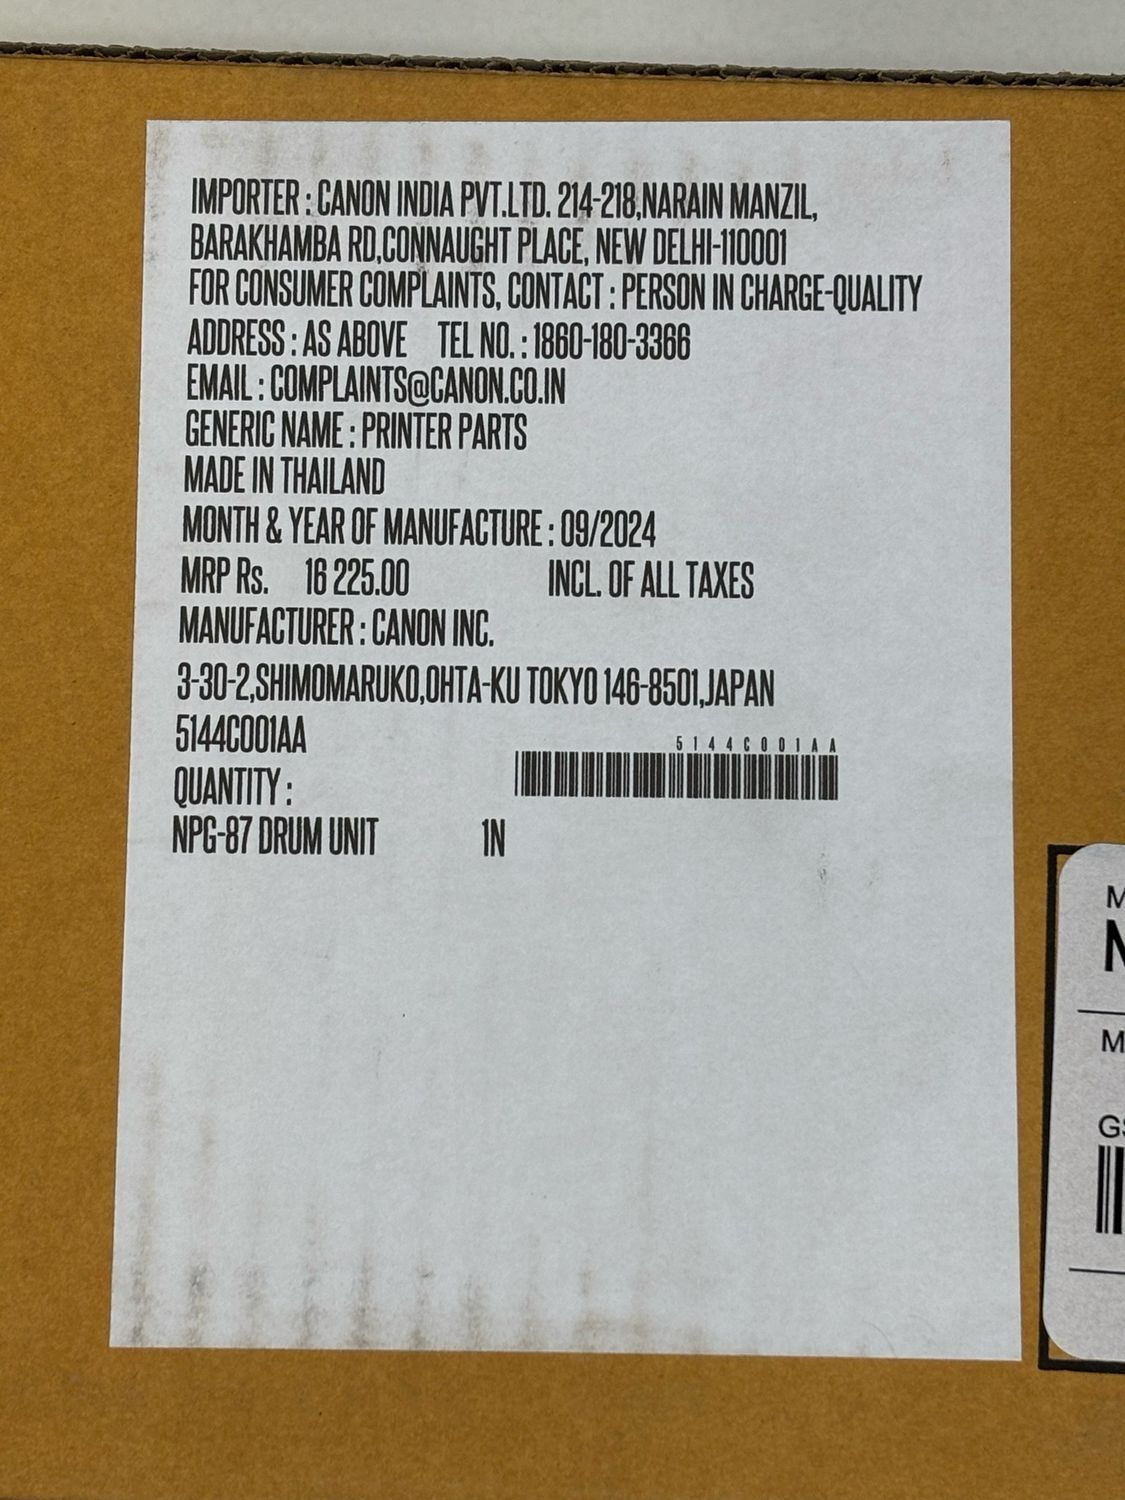 IMPORTER : CANON INDIA PVT.LTD. 214-218,NARAIN MANZIL,
BARAKHAMBA RD,CONNAUGHT PLACE, NEW DELHI-110001
FOR CONSUMER COMPLAINTS, CONTACT : PERSON IN CHARGE-QUALITY
ADDRESS : AS ABOVE TEL NO. : 1860-180-3366
EMAIL : COMPLAINTS@CANON.CO.IN
GENERIC NAME : PRINTER PARTS
MADE IN THAILAND
MONTH & YEAR OF MANUFACTURE : 09/2024
MRP Rs. 16 225.00 INCL. OF ALL TAXES
MANUFACTURER : CANON INC.
3-30-2,SHIMOMARUKO,OHTA-KU TOKYO 146-8501,JAPAN
5144C001AA
5144C001AA
QUANTITY :
NPG-87 DRUM UNIT 1N